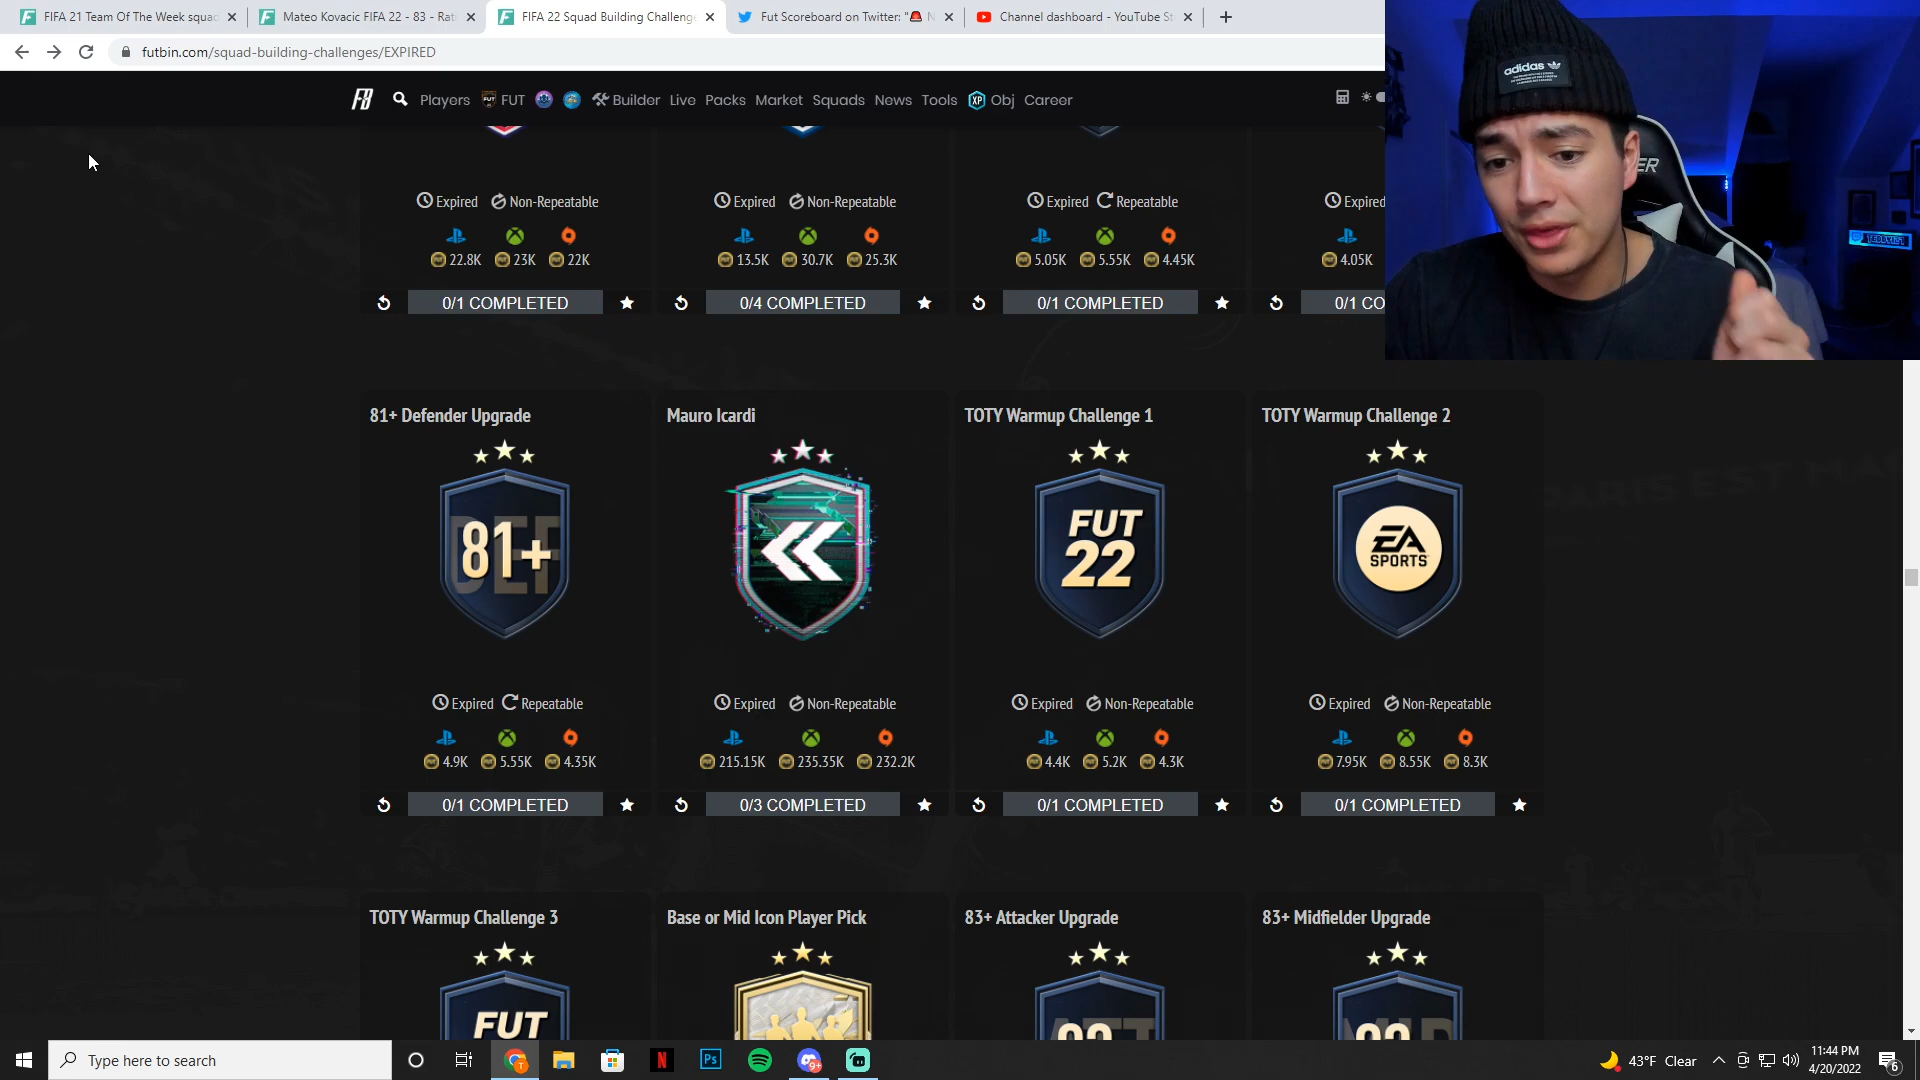 FIFA 21 Team Of The Week squa
Mateo Kovacic FIFA 22 - 83 - Rat
FIFA 22 Squad Building Challenge
Fut Scoreboard on Twitter: "🚨 N
Channel dashboard - YouTube St
futbin.com/squad-building-challenges/EXPIRED
Players FUT Builder Live Packs Market Squads News Tools XP Obj Career
adidas
Expired Non-Repeatable
22.8K 23K 22K
0/1 COMPLETED
Expired Non-Repeatable
13.5K 30.7K 25.3K
0/4 COMPLETED
Expired Repeatable
5.05K 5.55K 4.45K
0/1 COMPLETED
Expired
4.05K
0/1 CO
81+ Defender Upgrade
DEF
81+
Expired Repeatable
4.9K 5.55K 4.35K
0/1 COMPLETED
Mauro Icardi
Expired Non-Repeatable
215.15K 235.35K 232.2K
0/3 COMPLETED
TOTY Warmup Challenge 1
FUT
22
Expired Non-Repeatable
4.4K 5.2K 4.3K
0/1 COMPLETED
TOTY Warmup Challenge 2
EA
SPORTS
Expired Non-Repeatable
7.95K 8.55K 8.3K
0/1 COMPLETED
PARIS EST MA
TOTY Warmup Challenge 3
FUT
Base or Mid Icon Player Pick
83+ Attacker Upgrade
83+ Midfielder Upgrade
Type here to search
43°F Clear
11:44 PM
4/20/2022
6